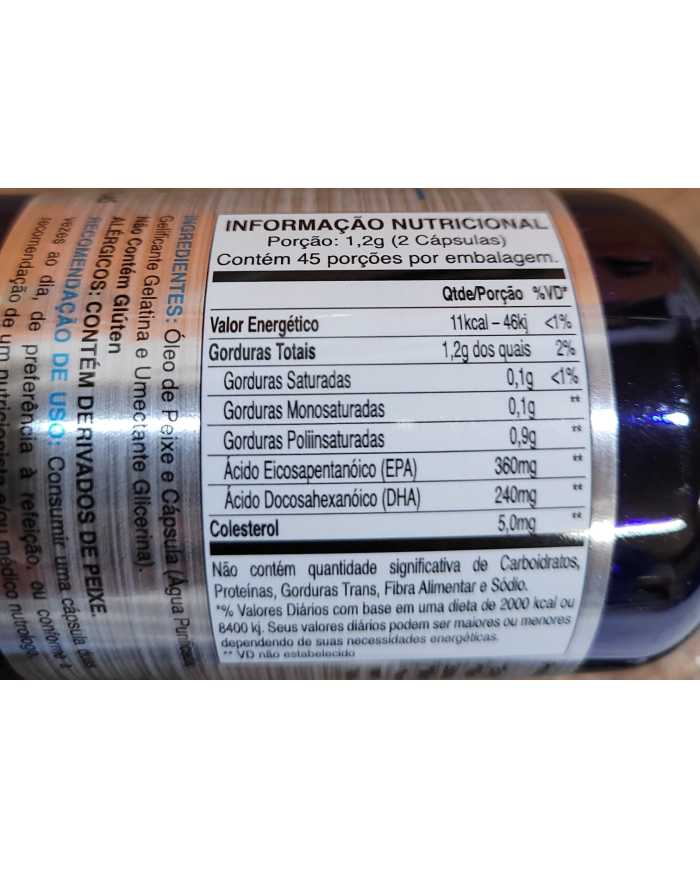 INFORMAÇÃO NUTRICIONAL
Porção: 1,2g (2 Cápsulas)
Contém 45 porções por embalagem.
Qtde/Porção %VD*
Valor Energético 11kcal – 46kj <1%
Gorduras Totais 1,2g dos quais 2%
Gorduras Saturadas 0,1g <1%
Gorduras Monosaturadas 0,1g **
Gorduras Poliinsaturadas 0,9g **
Ácido Eicosapentanóico (EPA) 360mg **
Ácido Docosahexanóico (DHA) 240mg **
Colesterol 5,0mg **
Não contém quantidade significativa de Carboidratos,
Proteínas, Gorduras Trans, Fibra Alimentar e Sódio.
*% Valores Diários com base em uma dieta de 2000 kcal ou
8400 kj. Seus valores diários podem ser maiores ou menores
dependendo de suas necessidades energéticas.
** VD não estabelecido
INGREDIENTES: Óleo de Peixe e Cápsula (Água Purificada
Gelificante Gelatina e Umectante Glicerina).
Não Contém Glúten
ALÉRGICOS: CONTÉM DERIVADOS DE PEIXE.
RECOMENDAÇÃO DE USO: Consumir uma cápsula duas
vezes ao dia, de preferência à refeição, ou conforme a
recomendação de um nutricionista e/ou médico nutrólogo